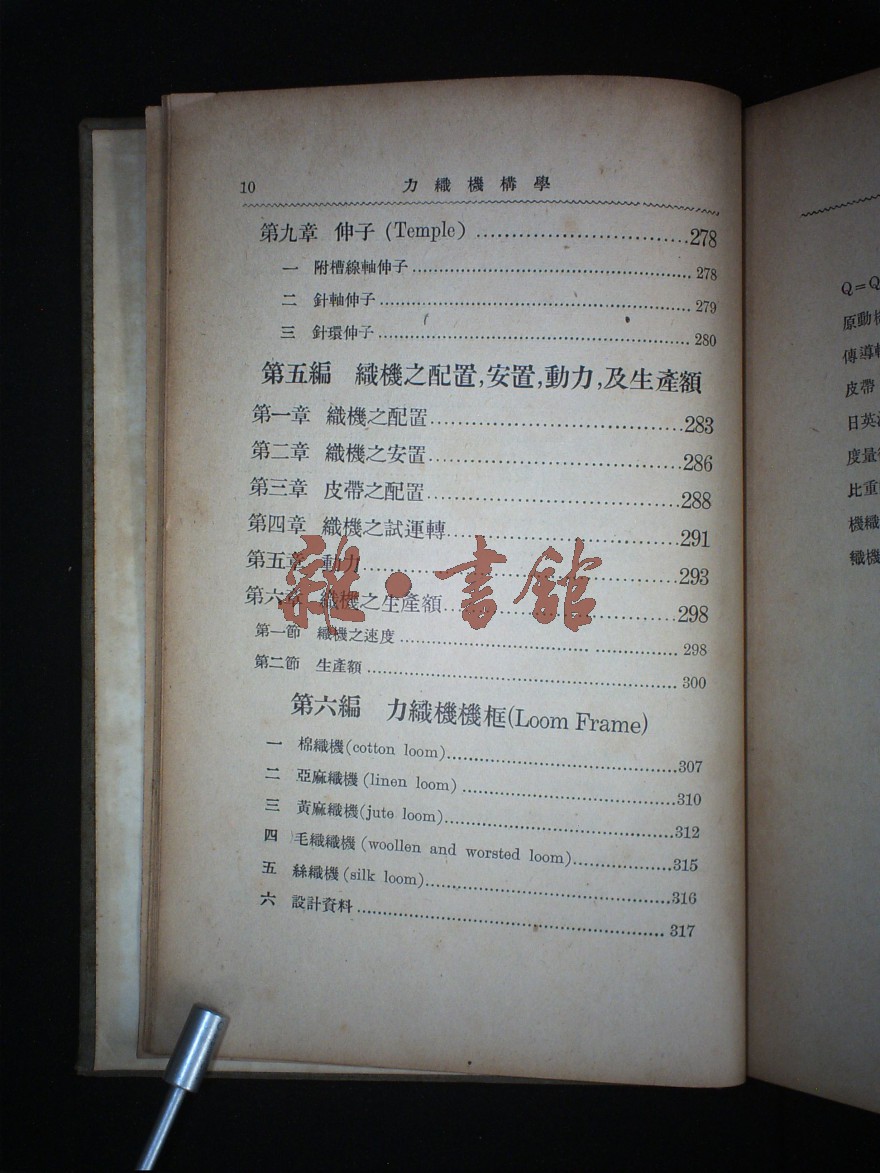 10 力織機構學
第九章 伸子 (Temple) ..............................278
一 附槽線軸伸子 .............................. 278
二 針軸伸子 .............................. 279
三 針環伸子 .............................. 280
第五編 織機之配置,安置,動力,及生產額
第一章 織機之配置..............................283
第二章 織機之安置..............................286
第三章 皮帶之配置..............................288
第四章 織機之試運轉..............................291
第五章 動力..............................293
第六章 織機之生產額..............................298
第一節 織機之速度 .............................. 298
第二節 生產額 .............................. 300
第六編 力織機機框(Loom Frame)
一 棉織機(cotton loom)..............................307
二 亞麻織機 (linen loom) ..............................310
三 黃麻織機(jute loom)..............................312
四 毛織織機 (woollen and worsted loom)..............................315
五 絲織機(silk loom)..............................316
六 設計資料 .............................. 317
雜·書館
Q=Q
原動機
傳導
皮帶
日英
度量
比重
機織
織機